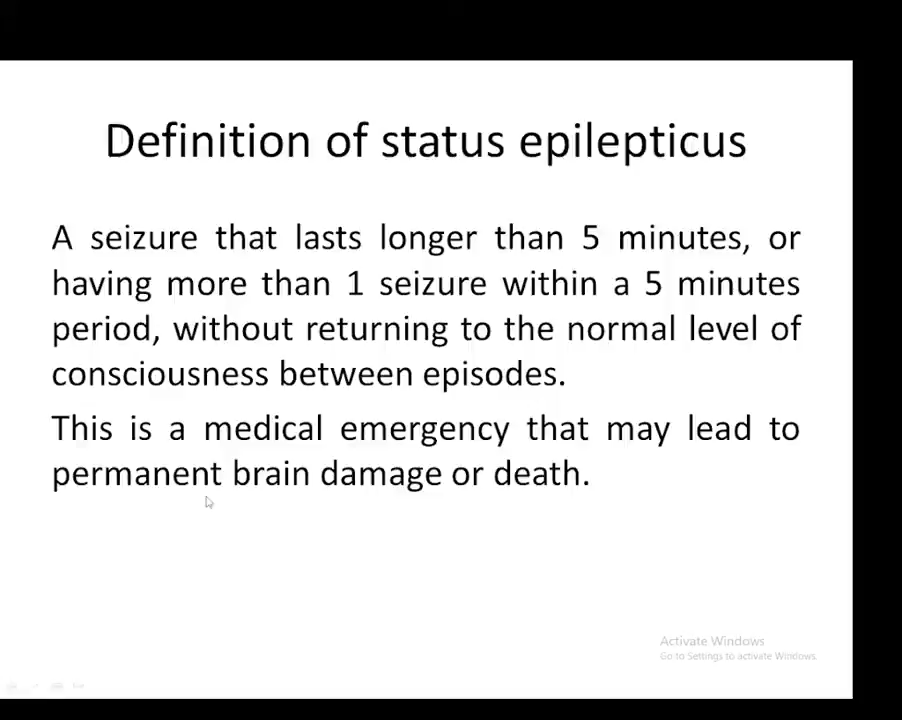 Definition of status epilepticus
A seizure that lasts longer than 5 minutes, or
having more than 1 seizure within a 5 minutes
period, without returning to the normal level of
consciousness between episodes.
This is a medical emergency that may lead to
permanent brain damage or death.
Activate Windows
Go to Settings to activate Windows.